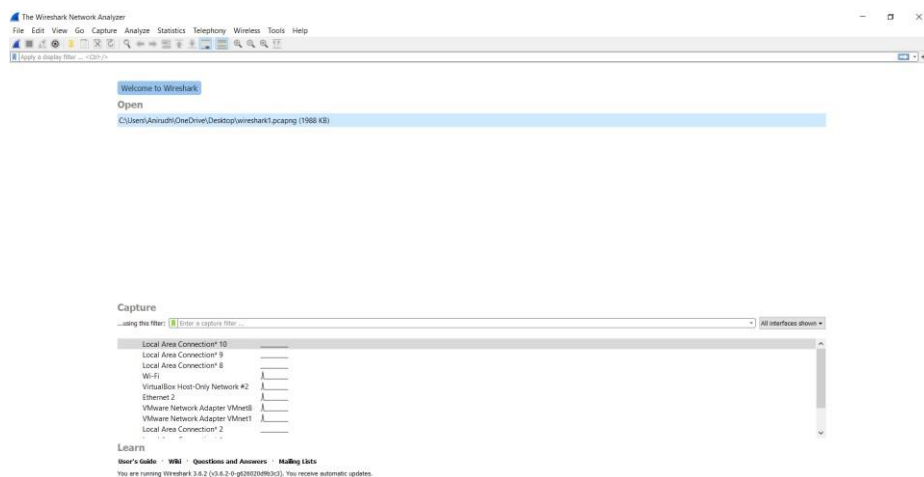 The Wireshark Network Analyzer
File Edit View Go Capture Analyze Statistics Telephony Wireless Tools Help
Apply a display filter ... <Ctrl-/>
Welcome to Wireshark
Open
C:\Users\Anirudh\OneDrive\Desktop\wireshark1.pcapng (1988 KB)
Capture
...using this filter: Enter a capture filter ... All interfaces shown
Local Area Connection* 10
Local Area Connection* 9
Local Area Connection* 8
Wi-Fi
VirtualBox Host-Only Network #2
Ethernet 2
VMware Network Adapter VMnet8
VMware Network Adapter VMnet1
Local Area Connection* 2
Learn
User's Guide · Wiki · Questions and Answers · Mailing Lists
You are running Wireshark 3.6.2 (v3.6.2-0-g626020d9b3c3). You receive automatic updates.